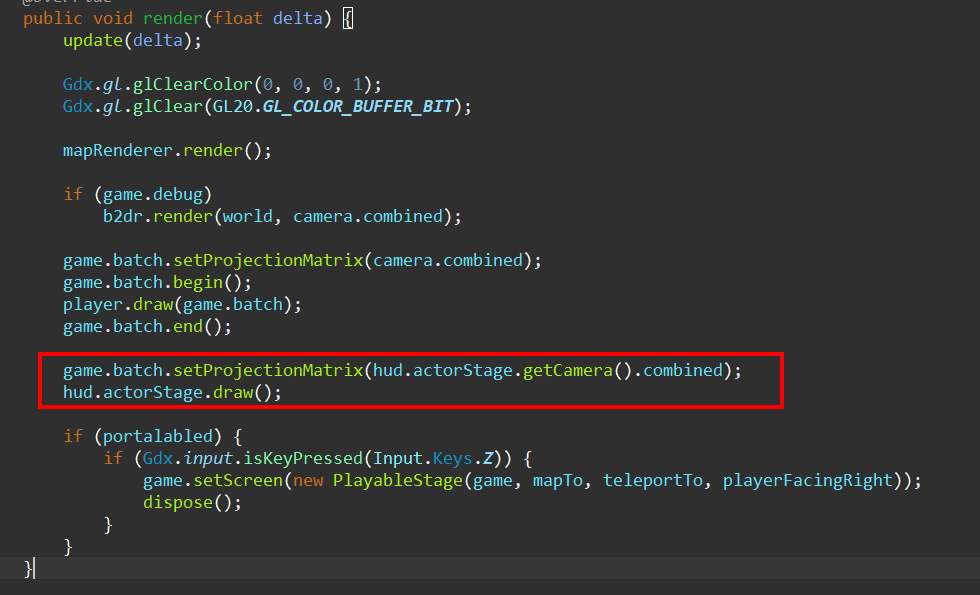 public void render(float delta) {
update(delta);
Gdx.gl.glClearColor(0, 0, 0, 1);
Gdx.gl.glClear(GL20.GL_COLOR_BUFFER_BIT);
mapRenderer.render();
if (game.debug)
b2dr.render(world, camera.combined);
game.batch.setProjectionMatrix(camera.combined);
game.batch.begin();
player.draw(game.batch);
game.batch.end();
game.batch.setProjectionMatrix(hud.actorStage.getCamera().combined);
hud.actorStage.draw();
if (portalabled) {
if (Gdx.input.isKeyPressed(Input.Keys.Z)) {
game.setScreen(new PlayableStage(game, mapTo, teleportTo, playerFacingRight));
dispose();
}
}
}